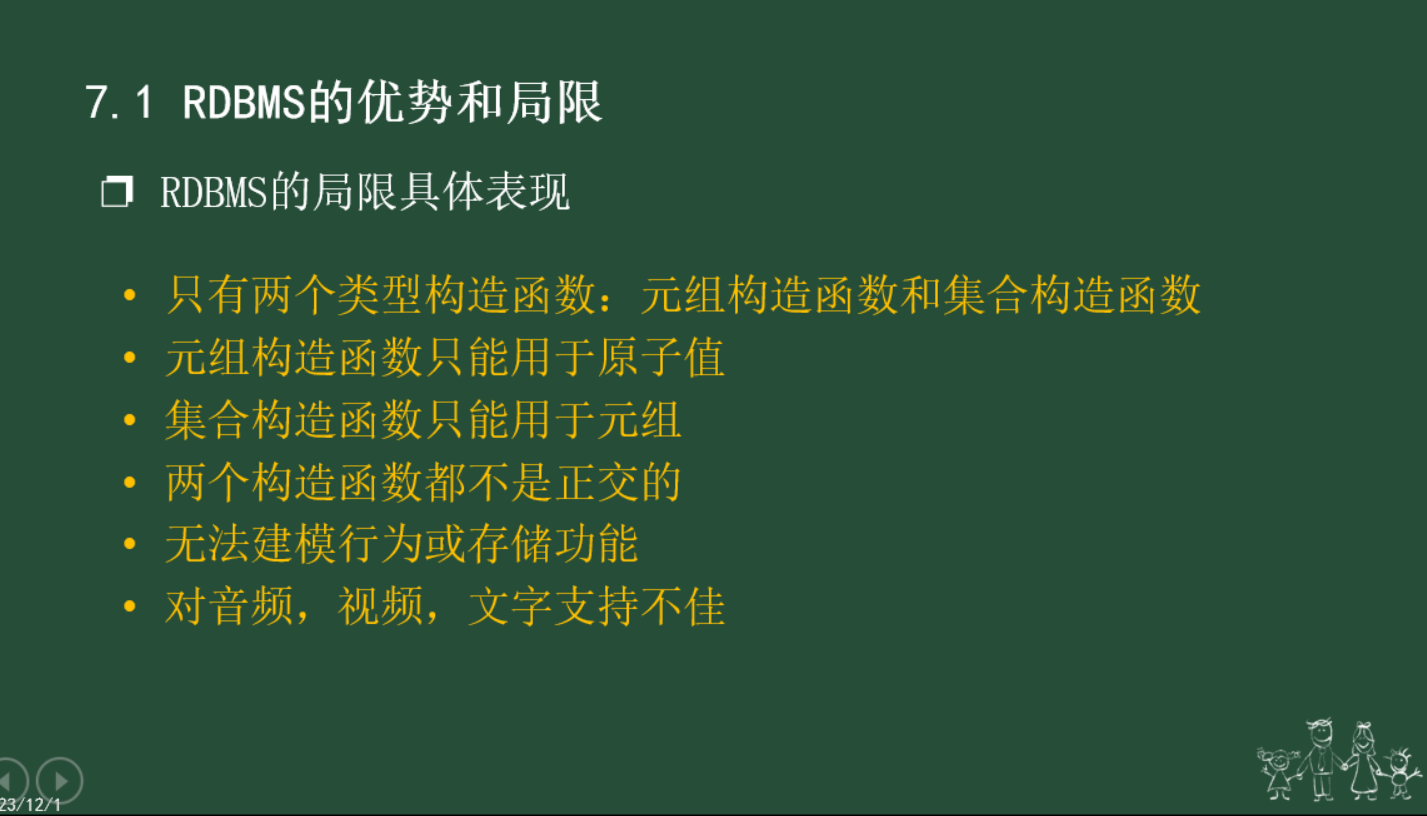 7.1 RDBMS的优势和局限
RDBMS的局限具体表现
• 只有两个类型构造函数：元组构造函数和集合构造函数
• 元组构造函数只能用于原子值
• 集合构造函数只能用于元组
• 两个构造函数都不是正交的
• 无法建模行为或存储功能
• 对音频，视频，文字支持不佳
23/12/1